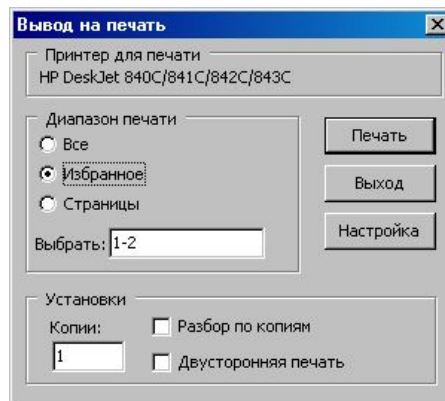 Вывод на печать
Принтер для печати
HP DeskJet 840C/841C/842C/843C
Диапазон печати
Все
Избранное
Страницы
Выбрать: 1-2
Печать
Выход
Настройка
Установки
Копии:
1
Разбор по копиям
Двусторонняя печать